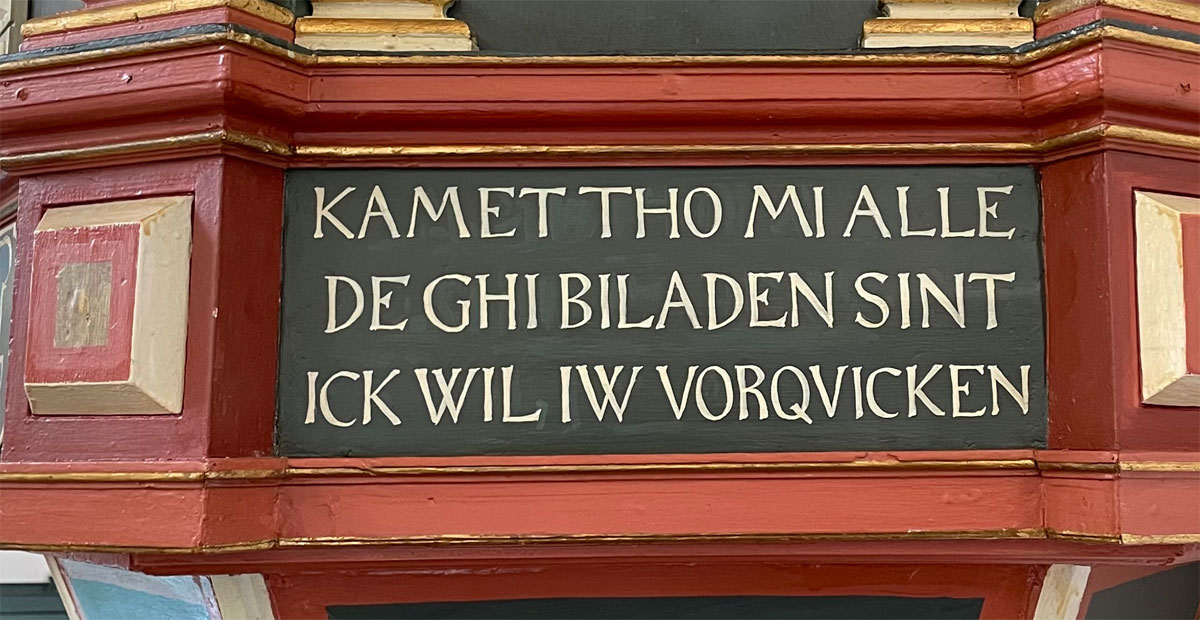 KAMET THO MI ALLE
DE GHI BILADEN SINT
ICK WIL IW VORQVICKEN